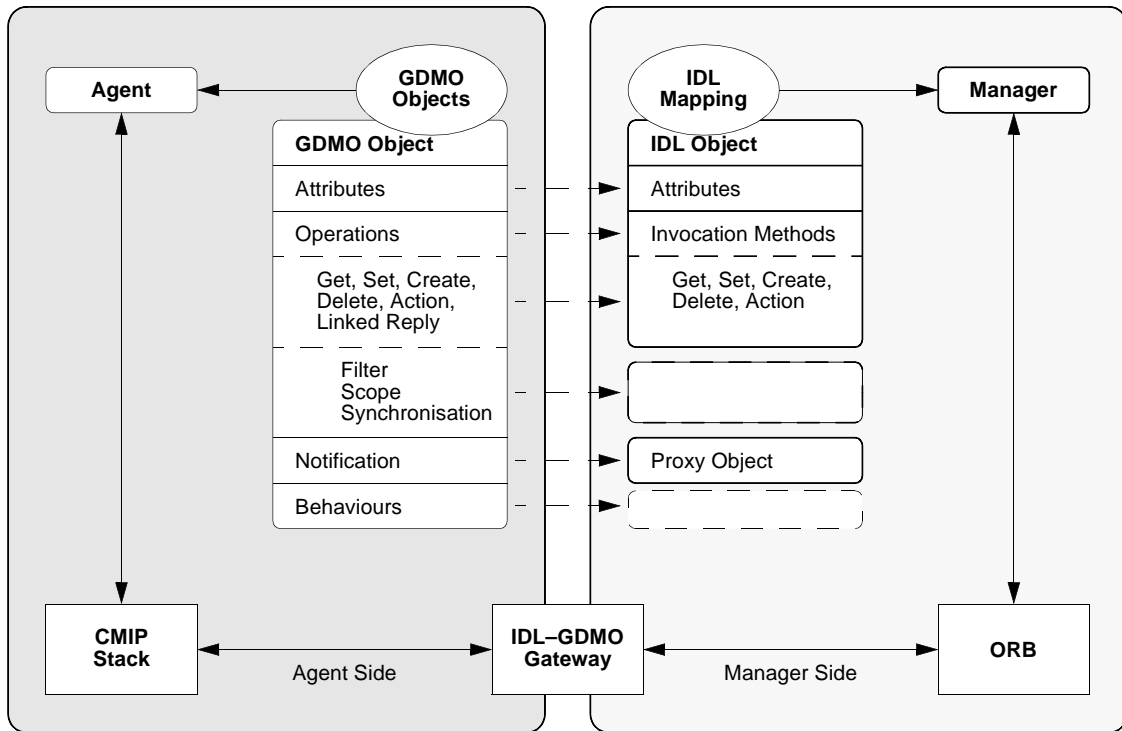 Agent
GDMO
Objects
IDL
Mapping
Manager
GDMO Object
IDL Object
Attributes
Attributes
Operations
Invocation Methods
Get, Set, Create,
Delete, Action,
Linked Reply
Get, Set, Create,
Delete, Action
Filter
Scope
Synchronisation
Notification
Proxy Object
Behaviours
CMIP
Stack
Agent Side
IDL–GDMO
Gateway
Manager Side
ORB